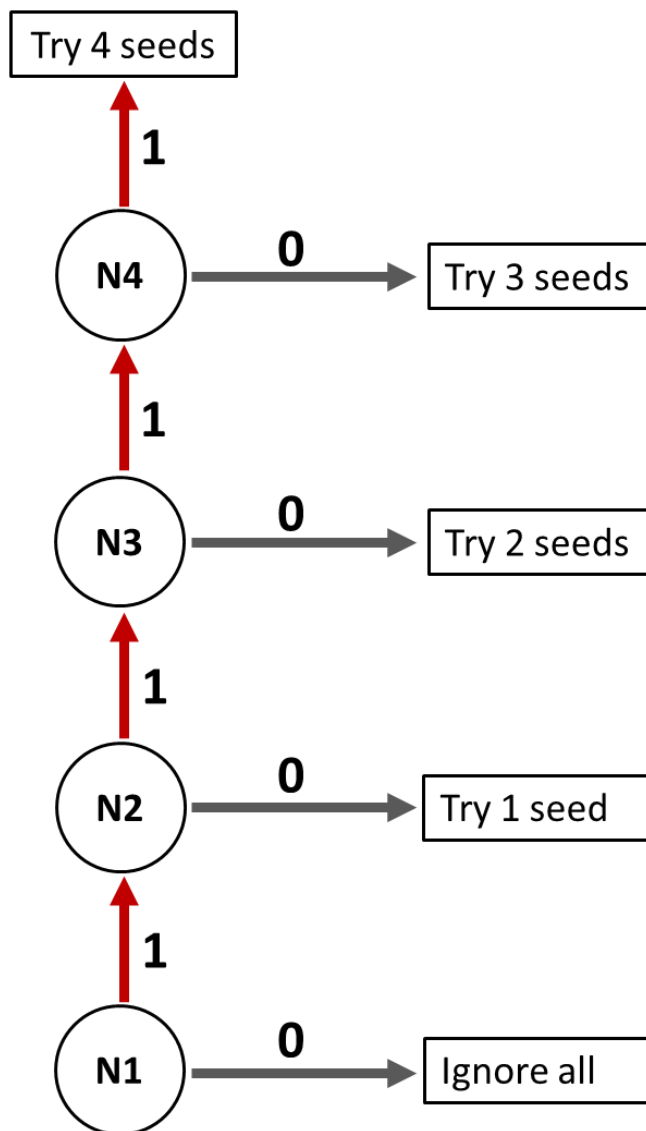 Try 4 seeds
1
N4
0
Try 3 seeds
1
N3
0
Try 2 seeds
1
N2
0
Try 1 seed
1
N1
0
Ignore all